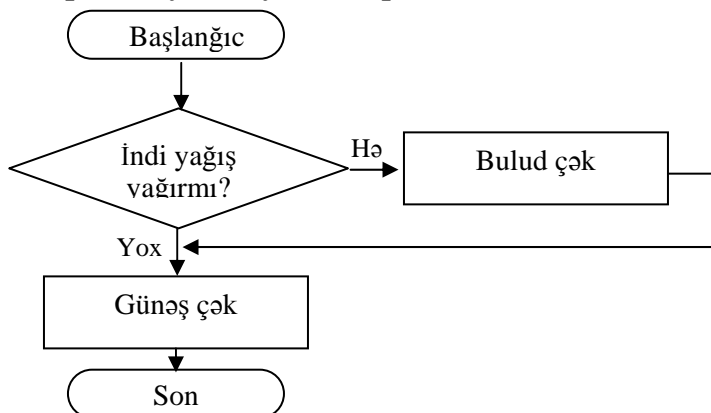 Başlanğıc
İndi yağış
yağırmı?
Hə
Bulud çək
Yox
Günəş çək
Son